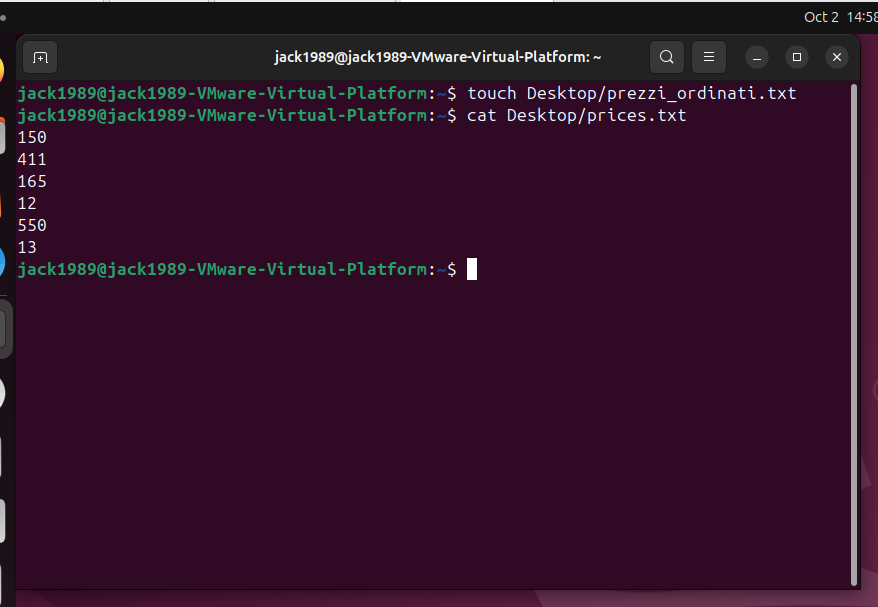 Oct 2 14:58
jack1989@jack1989-VMware-Virtual-Platform: ~
jack1989@jack1989-VMware-Virtual-Platform:~$ touch Desktop/prezzi_ordinati.txt
jack1989@jack1989-VMware-Virtual-Platform:~$ cat Desktop/prices.txt
150
411
165
12
550
13
jack1989@jack1989-VMware-Virtual-Platform:~$